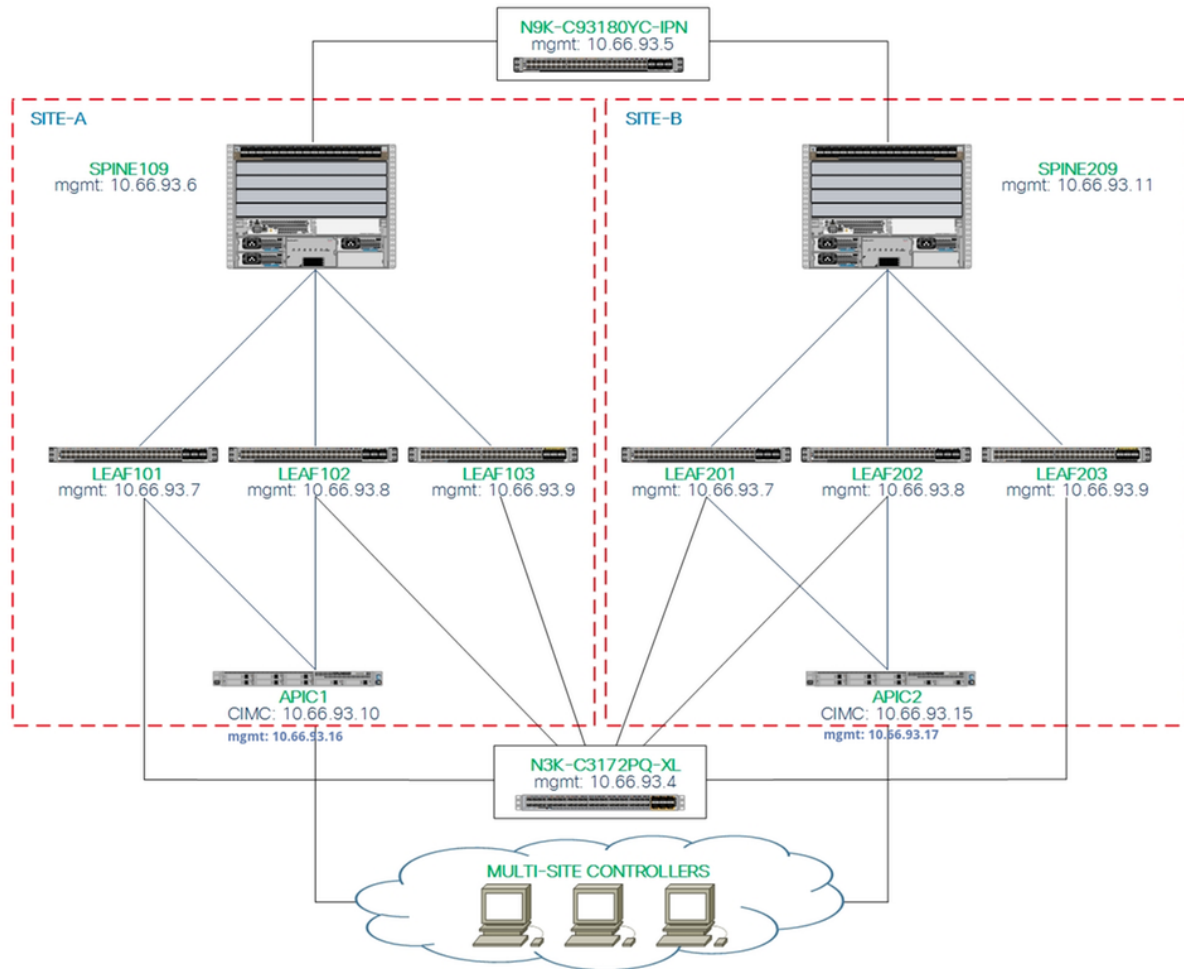 N9K-C93180YC-IPN
mgmt: 10.66.93.5
SITE-A
SITE-B
SPINE109
mgmt: 10.66.93.6
SPINE209
mgmt: 10.66.93.11
LEAF101
mgmt: 10.66.93.7
LEAF102
mgmt: 10.66.93.8
LEAF103
mgmt: 10.66.93.9
LEAF201
mgmt: 10.66.93.7
LEAF202
mgmt: 10.66.93.8
LEAF203
mgmt: 10.66.93.9
APIC1
CIMC: 10.66.93.10
mgmt: 10.66.93.16
APIC2
CIMC: 10.66.93.15
mgmt: 10.66.93.17
N3K-C3172PQ-XL
mgmt: 10.66.93.4
MULTI-SITE CONTROLLERS